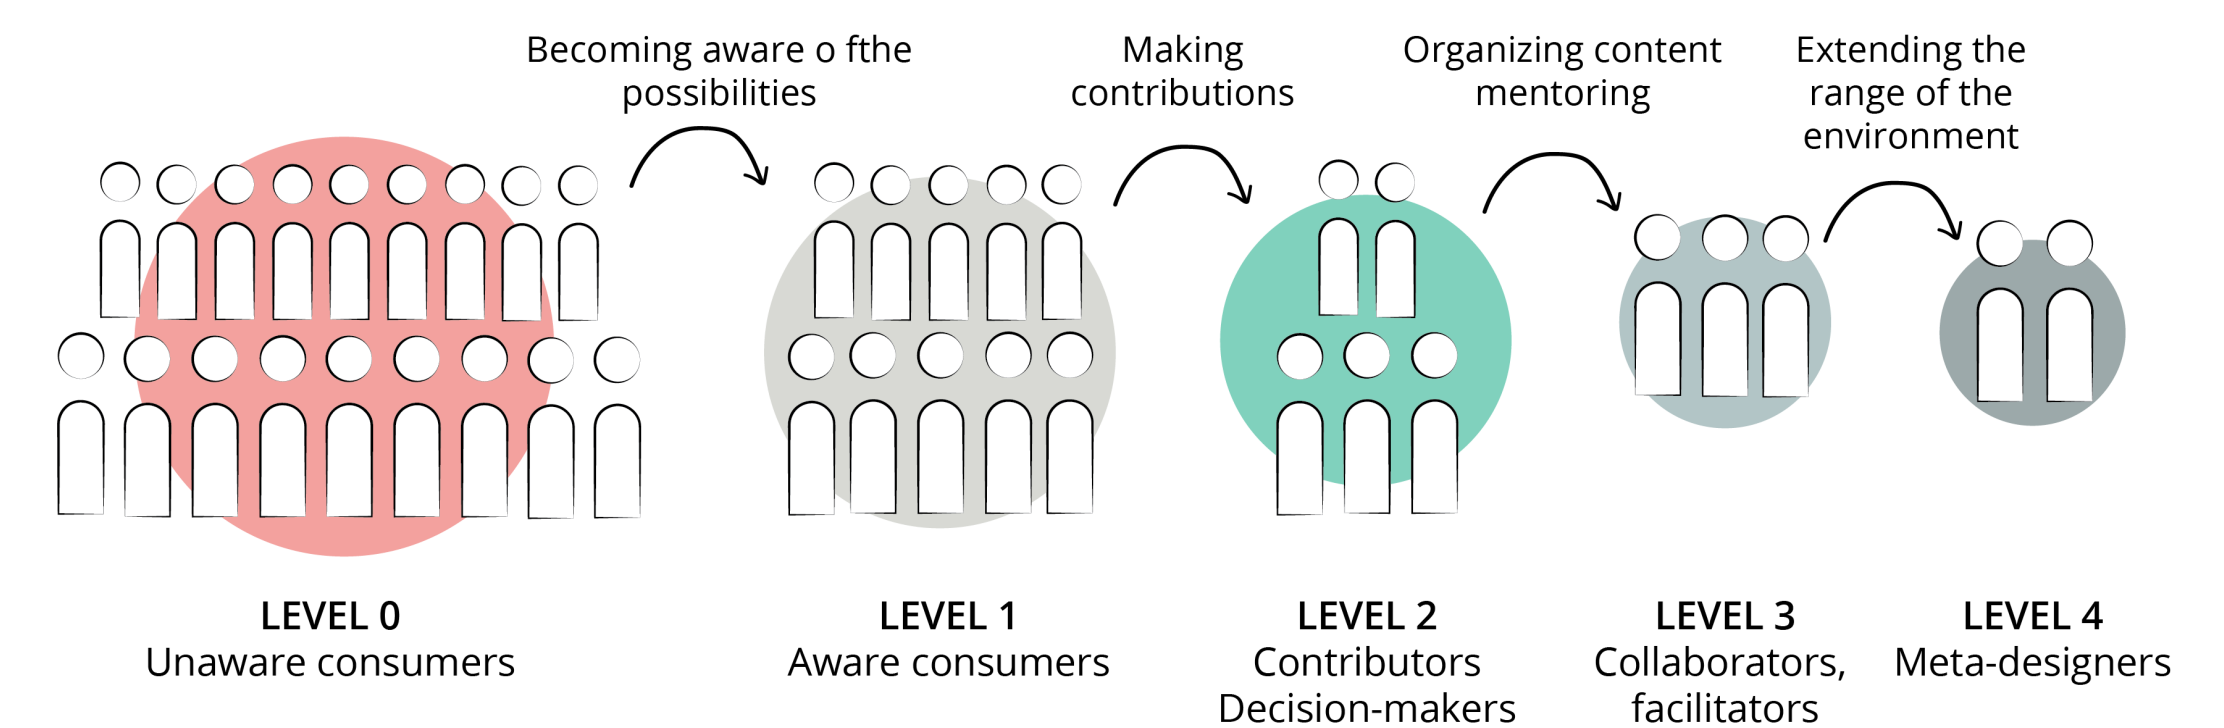 Becoming aware o fthe
possibilities
Making
contributions
Organizing content
mentoring
Extending the
range of the
environment
LEVEL 0
Unaware consumers
LEVEL 1
Aware consumers
LEVEL 2
Contributors
Decision-makers
LEVEL 3
Collaborators,
facilitators
LEVEL 4
Meta-designers